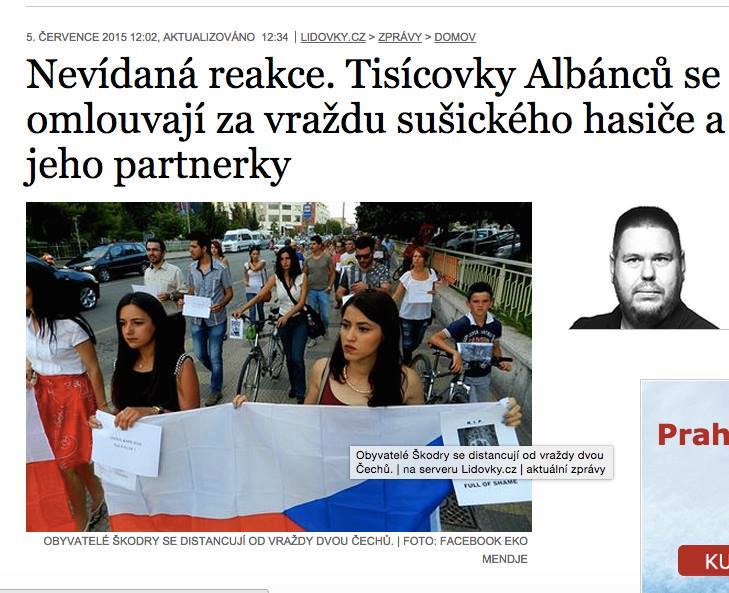 5. ČERVENCE 2015 12:02, AKTUALIZOVÁNO 12:34 | LIDOVKY.CZ > ZPRÁVY > DOMOV
Nevídaná reakce. Tisícovky Albánců se
omlouvají za vraždu sušického hasiče a
jeho partnerky
R.I.P.
Obyvatelé Škodry se distancují od vraždy dvou
Čechů. | na serveru Lidovky.cz | aktuální zprávy
FULL OF SHAME
OBYVATELÉ ŠKODRY SE DISTANCUJÍ OD VRAŽDY DVOU ČECHŮ. | FOTO: FACEBOOK EKO
MENDJE
Prah
KU